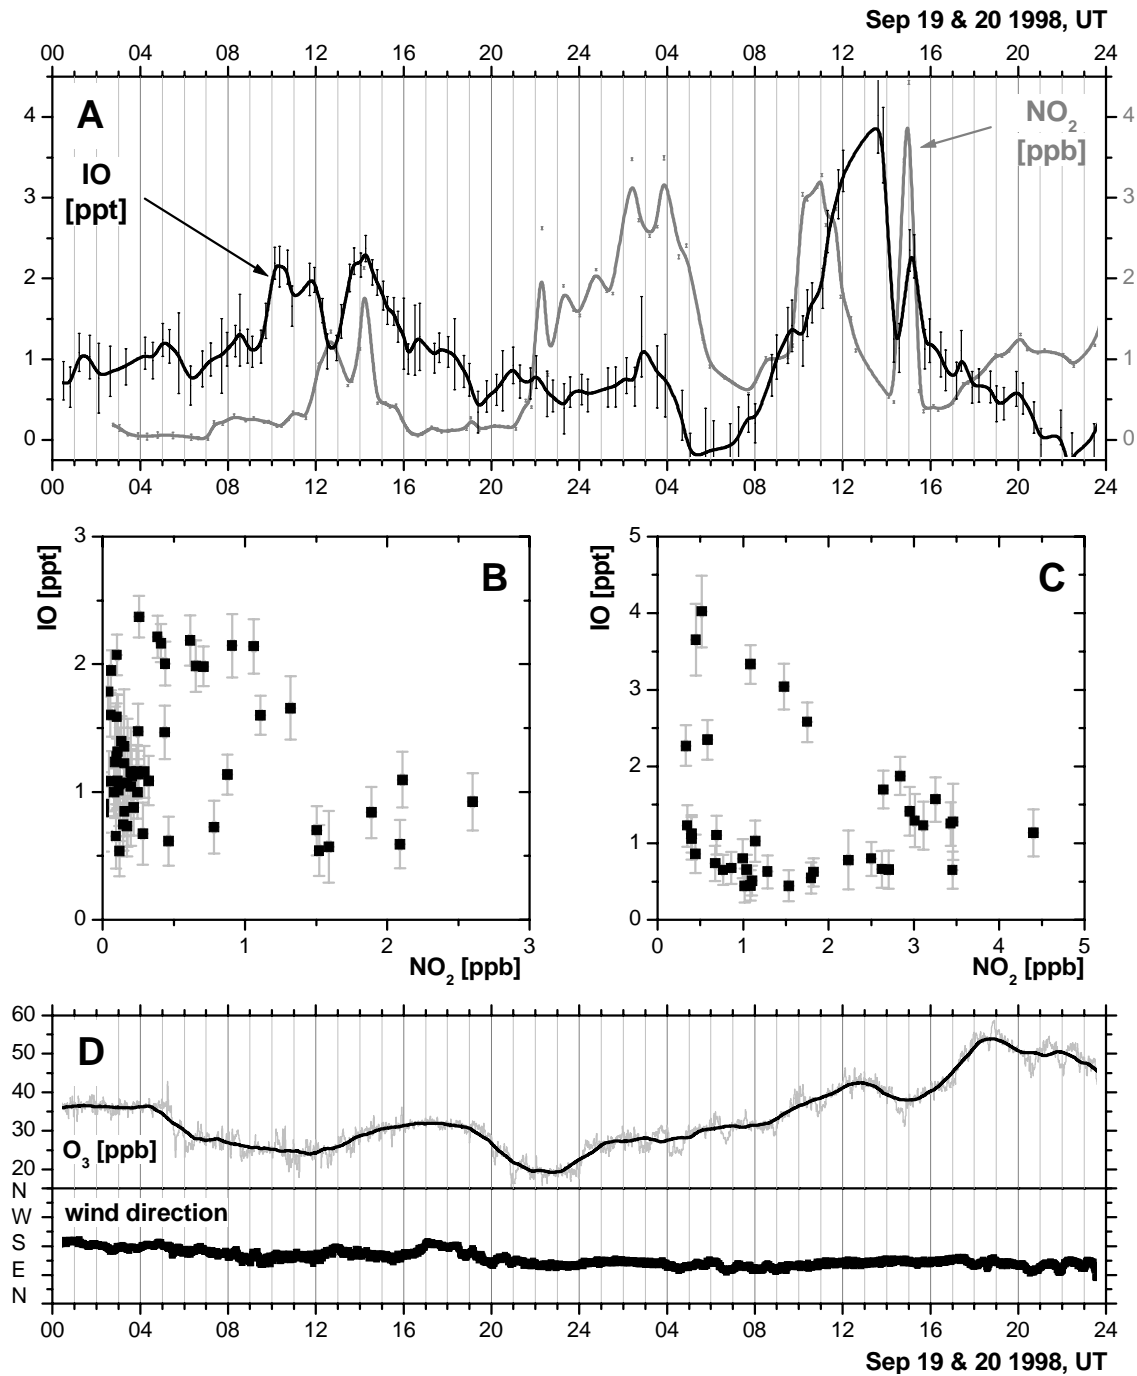 Sep 19 & 20 1998, UT
00 04 08 12 16 20 24 04 08 12 16 20 24
A
IO
[ppt]
NO2
[ppb]
4 4
3 3
2 2
1 1
0 0
00 04 08 12 16 20 24 04 08 12 16 20 24
B
IO [ppt]
3
2
1
0
0 1 2 3
NO2 [ppb]
C
IO [ppt]
5
4
3
2
1
0
0 1 2 3 4 5
NO2 [ppb]
D
60
50
40
30
20
O3 [ppb]
N
W
S
E
N
wind direction
00 04 08 12 16 20 24 04 08 12 16 20 24
Sep 19 & 20 1998, UT